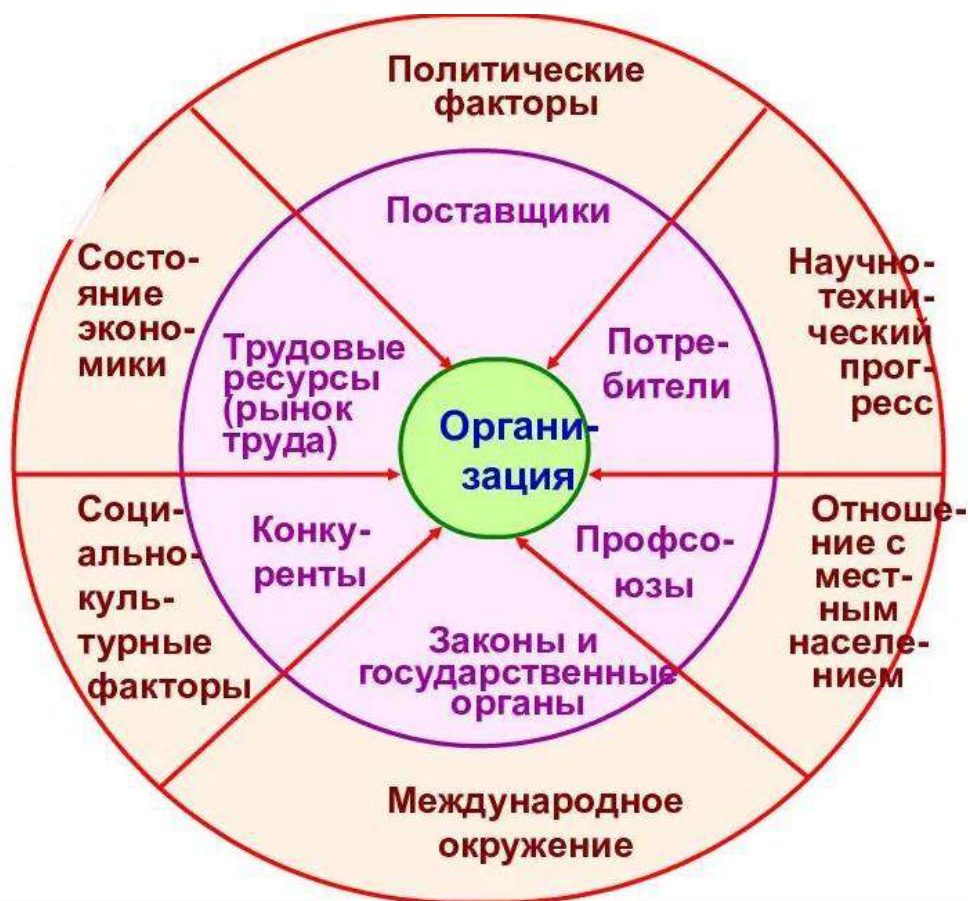 Политические
факторы
Поставщики
Состо-
яние
эконо-
мики
Научно-
техни-
ческий
прог-
ресс
Трудовые
ресурсы
(рынок
труда)
Потре-
бители
Органи-
зация
Соци-
ально-
куль-
турные
факторы
Конку-
ренты
Профсо-
юзы
Отноше-
ние с
мест-
ным
населе-
нием
Законы и
государственные
органы
Международное
окружение